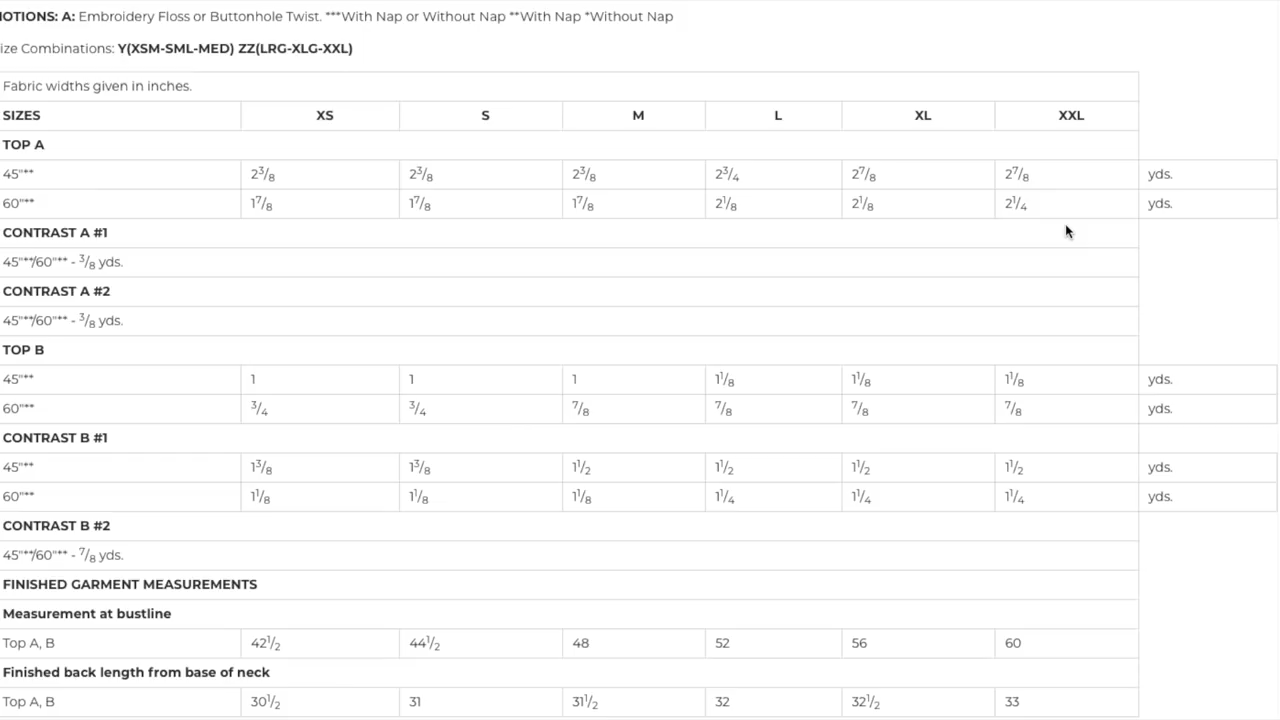 OTIONS: A: Embroidery Floss or Buttonhole Twist. ***With Nap or Without Nap **With Nap *Without Nap
ize Combinations: Y(XSM-SML-MED) ZZ(LRG-XLG-XXL)
Fabric widths given in inches.
SIZES XS S M L XL XXL
TOP A
45"** 2 3/8 2 3/8 2 3/8 2 3/4 2 7/8 2 7/8 yds.
60"** 1 7/8 1 7/8 1 7/8 2 1/8 2 1/8 2 1/4 yds.
CONTRAST A #1
45"**/60"** - 3/8 yds.
CONTRAST A #2
45"**/60"** - 3/8 yds.
TOP B
45"** 1 1 1 1 1/8 1 1/8 1 1/8 yds.
60"** 3/4 3/4 7/8 7/8 7/8 7/8 yds.
CONTRAST B #1
45"** 1 3/8 1 3/8 1 1/2 1 1/2 1 1/2 1 1/2 yds.
60"** 1 1/8 1 1/8 1 1/8 1 1/4 1 1/4 1 1/4 yds.
CONTRAST B #2
45"**/60"** - 7/8 yds.
FINISHED GARMENT MEASUREMENTS
Measurement at bustline
Top A, B 42 1/2 44 1/2 48 52 56 60
Finished back length from base of neck
Top A, B 30 1/2 31 31 1/2 32 32 1/2 33